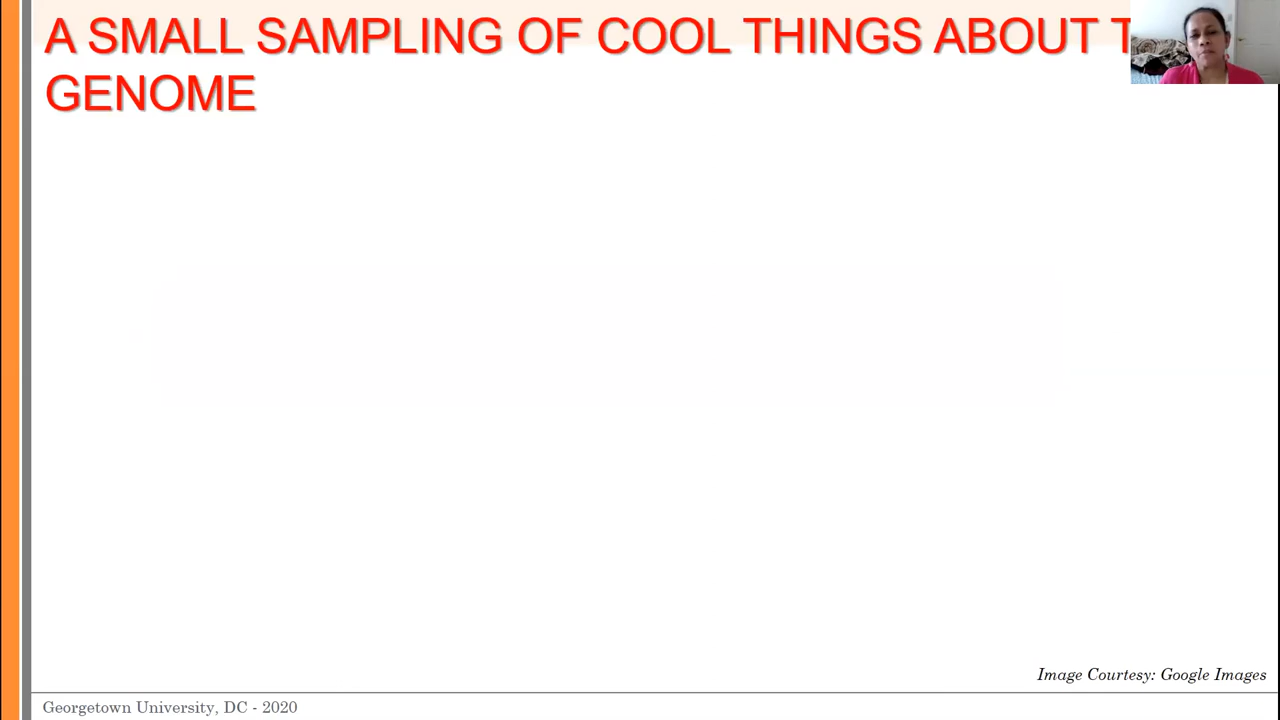 A SMALL SAMPLING OF COOL THINGS ABOUT
GENOME
Image Courtesy: Google Images
Georgetown University, DC - 2020